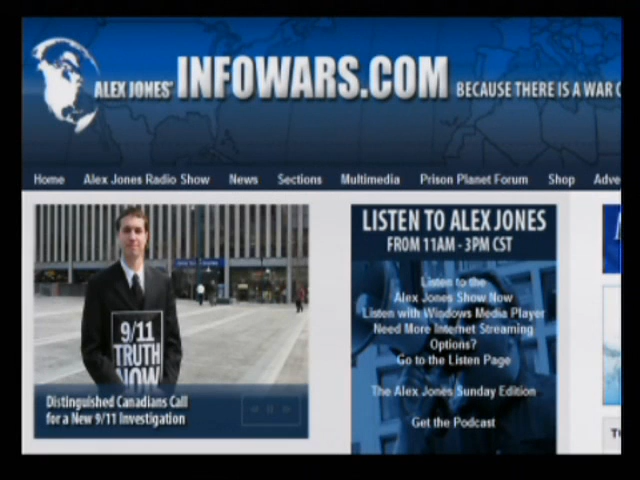 ALEX JONES' INFOWARS.COM BECAUSE THERE IS A WAR
Home Alex Jones Radio Show News Sections Multimedia Prison Planet Forum Shop Adve
LISTEN TO ALEX JONES
FROM 11AM - 3PM CST
Listen to the
Alex Jones Show Now
Listen with Windows Media Player
Need More Internet Streaming
Options?
Go to the Listen Page
The Alex Jones Sunday Edition
Get the Podcast
9/11
TRUTH
NOW
Distinguished Canadians Call
for a New 9/11 Investigation